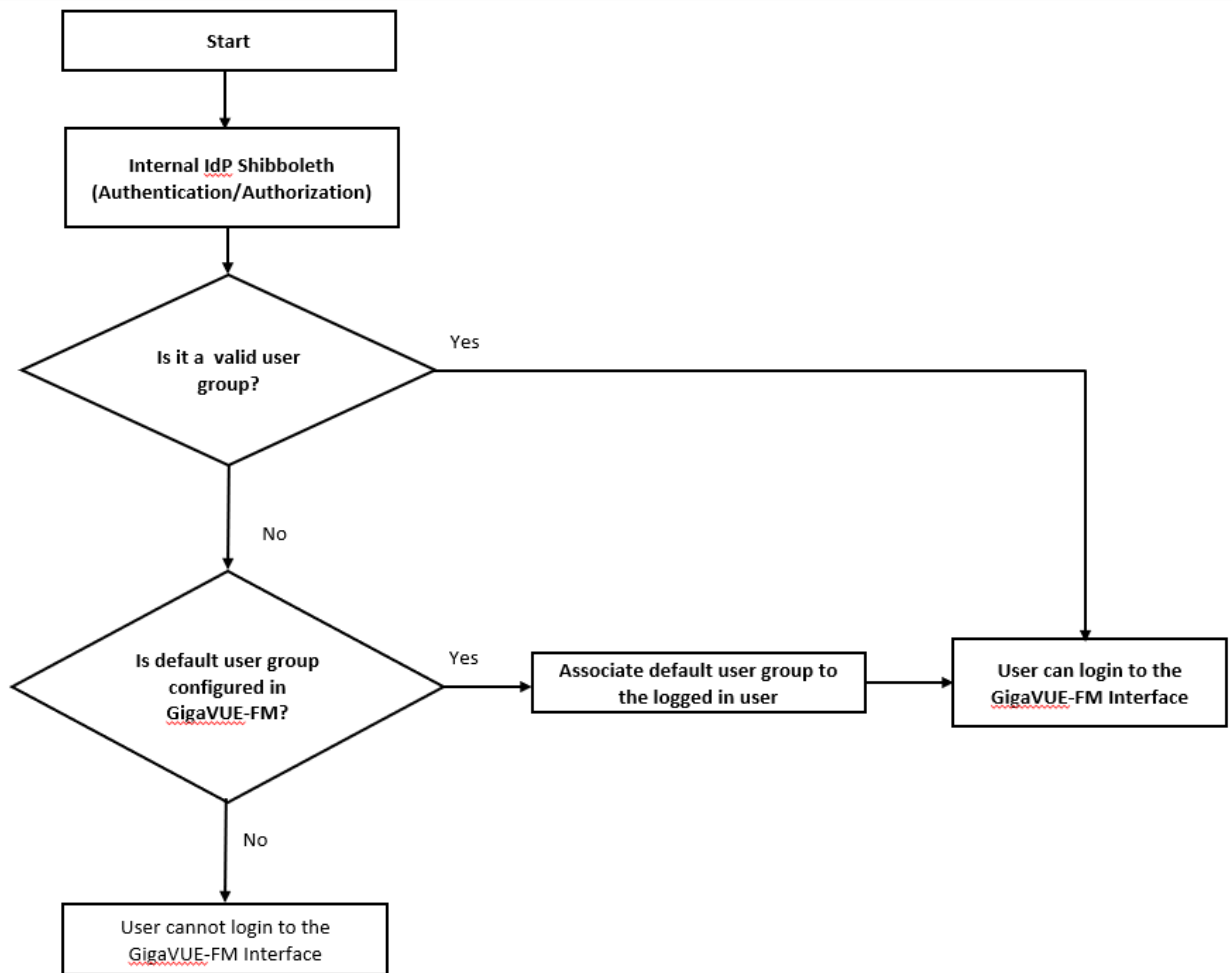 Start
Internal IdP Shibboleth
(Authentication/Authorization)
Is it a valid user
group?
Yes
No
Is default user group
configured in
GigaVUE-FM?
Yes
Associate default user group to
the logged in user
User can login to the
GigaVUE-FM Interface
No
User cannot login to the
GigaVUE-FM Interface